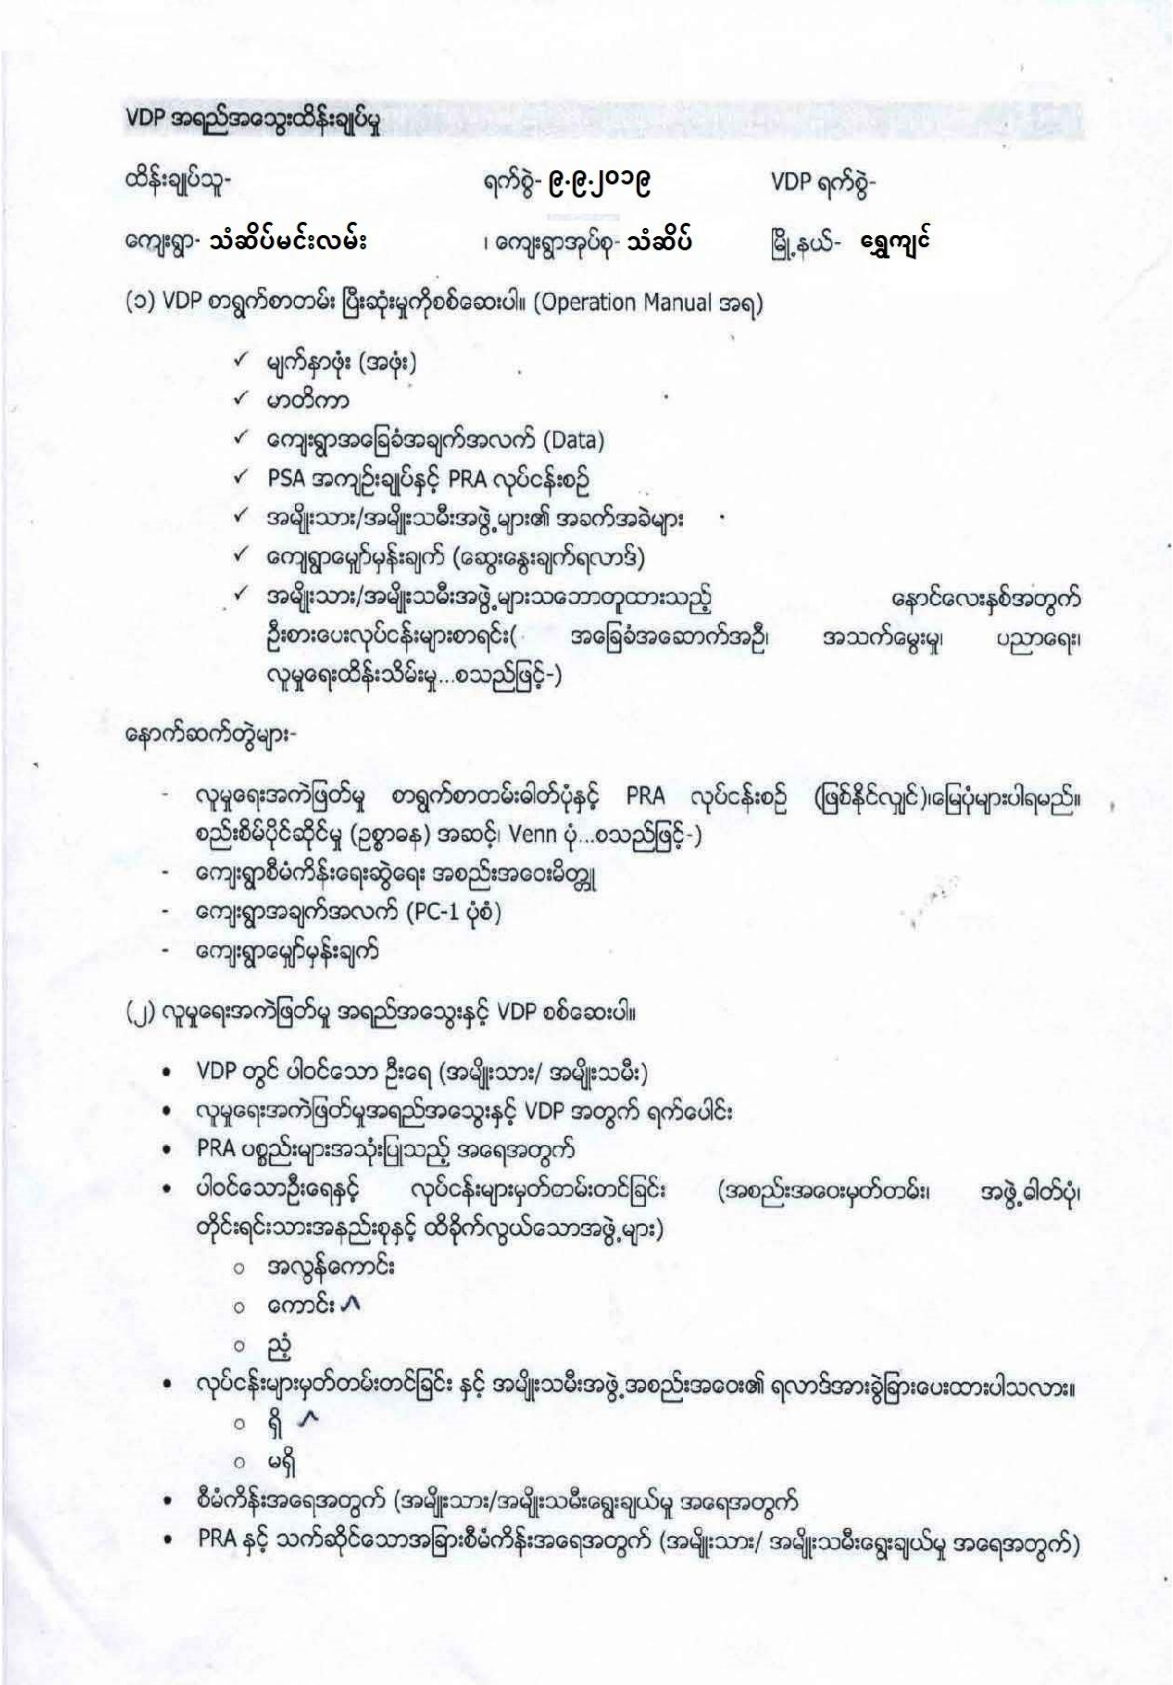 VDP အရည်အသွေးထိန်းချုပ်မှု
ထိန်းချုပ်သူ- ရက်စွဲ- ၉.၉.၂၀၁၉ VDP ရက်စွဲ-
ကျေးရွာ- သံဆိပ်မင်းလမ်း ၊ ကျေးရွာအုပ်စု- သံဆိပ် မြို့နယ်- ရွှေကျင်
(၁) VDP စာရွက်စာတမ်း ပြီးဆုံးမှုကိုစစ်ဆေးပါ။ (Operation Manual အရ)
✓ မျက်နှာဖုံး (အဖုံး)
✓ မာတိကာ
✓ ကျေးရွာအခြေခံအချက်အလက် (Data)
✓ PSA အကျဉ်းချုပ်နှင့် PRA လုပ်ငန်းစဉ်
✓ အမျိုးသား/အမျိုးသမီးအဖွဲ့များ၏ အခက်အခဲများ
✓ ကျေးရွာမျှော်မှန်းချက် (ဆွေးနွေးချက်ရလာဒ်)
✓ အမျိုးသား/အမျိုးသမီးအဖွဲ့များသဘောတူထားသည့် နောင်လေးနှစ်အတွက်
ဦးစားပေးလုပ်ငန်းများစာရင်း( အခြေခံအဆောက်အဦ၊ အသက်မွေးမှု၊ ပညာရေး၊
လူမှုရေးထိန်းသိမ်းမှု...စသည်ဖြင့်-)
နောက်ဆက်တွဲများ-
- လူမှုရေးအကဲဖြတ်မှု စာရွက်စာတမ်းဓါတ်ပုံနှင့် PRA လုပ်ငန်းစဉ် (ဖြစ်နိုင်လျှင်)၊မြေပုံများပါရမည်။
စည်းစိမ်ပိုင်ဆိုင်မှု (ဥစ္စာဓန) အဆင့်၊ Venn ပုံ...စသည်ဖြင့်-)
- ကျေးရွာစီမံကိန်းရေးဆွဲရေး အစည်းအဝေးမိတ္တူ
- ကျေးရွာအချက်အလက် (PC-1 ပုံစံ)
- ကျေးရွာမျှော်မှန်းချက်
(၂) လူမှုရေးအကဲဖြတ်မှု အရည်အသွေးနှင့် VDP စစ်ဆေးပါ။
• VDP တွင် ပါဝင်သော ဦးရေ (အမျိုးသား/ အမျိုးသမီး)
• လူမှုရေးအကဲဖြတ်မှုအရည်အသွေးနှင့် VDP အတွက် ရက်ပေါင်း
• PRA ပစ္စည်းများအသုံးပြုသည့် အရေအတွက်
• ပါဝင်သောဦးရေနှင့် လုပ်ငန်းများမှတ်တမ်းတင်ခြင်း (အစည်းအဝေးမှတ်တမ်း၊ အဖွဲ့ဓါတ်ပုံ၊
တိုင်းရင်းသားအနည်းစုနှင့် ထိခိုက်လွယ်သောအဖွဲ့များ)
o အလွန်ကောင်း
o ကောင်း ✓
o ညံ့
• လုပ်ငန်းများမှတ်တမ်းတင်ခြင်း နှင့် အမျိုးသမီးအဖွဲ့အစည်းအဝေး၏ ရလာဒ်အားခွဲခြားပေးထားပါသလား။
o ရှိ ✓
o မရှိ
• စီမံကိန်းအရေအတွက် (အမျိုးသား/အမျိုးသမီးရွေးချယ်မှု အရေအတွက်
• PRA နှင့် သက်ဆိုင်သောအခြားစီမံကိန်းအရေအတွက် (အမျိုးသား/ အမျိုးသမီးရွေးချယ်မှု အရေအတွက်)